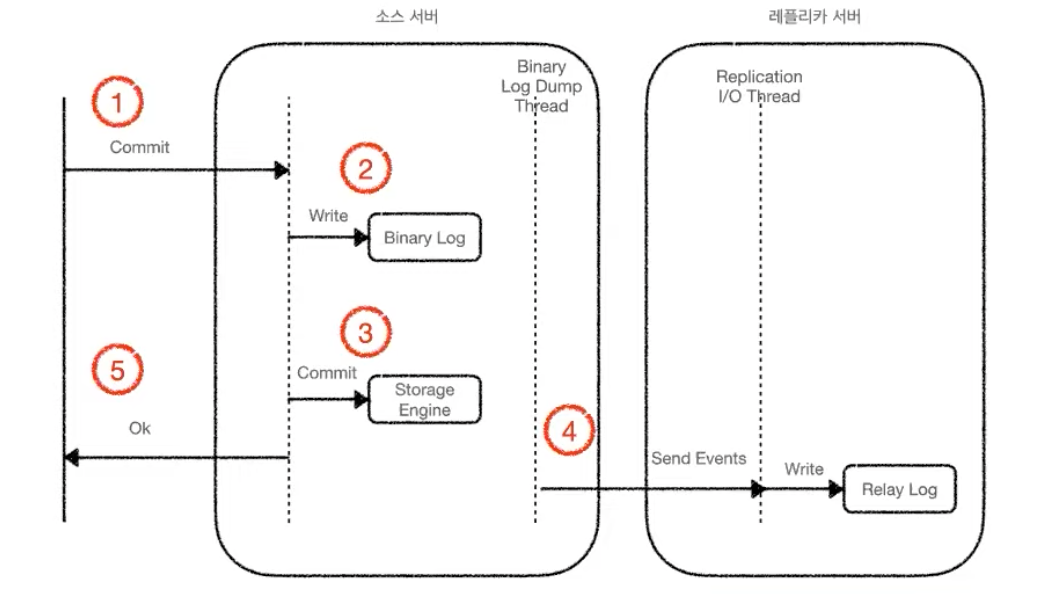 소스 서버
레플리카 서버
Binary
Log Dump
Thread
Replication
I/O Thread
1
Commit
2
Write
Binary Log
3
Commit
Storage
Engine
5
Ok
4
Send Events
Write
Relay Log